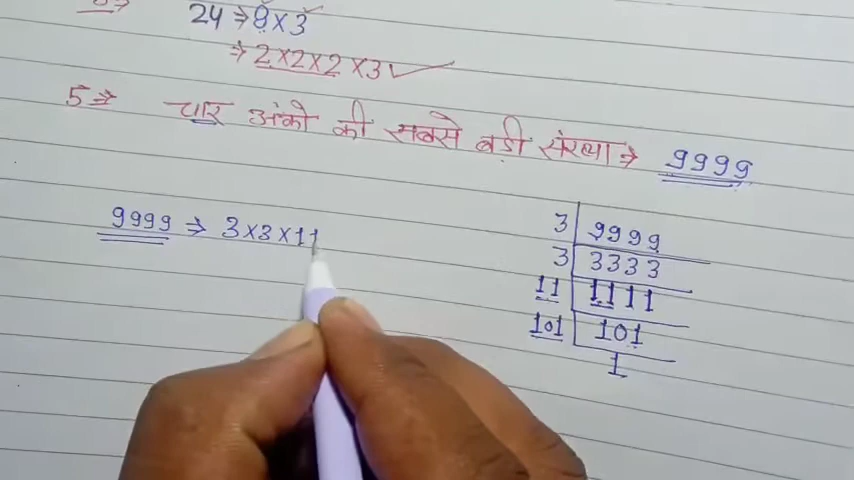 24 ⇒ 8 × 3
⇒ 2×2×2 ×3
5 ⇒ चार अंको की सबसे बडी संख्या ⇒ 9999
9999 ⇒ 3×3×11
3 | 9999
3 | 3333
11 | 1111
101 | 101
1